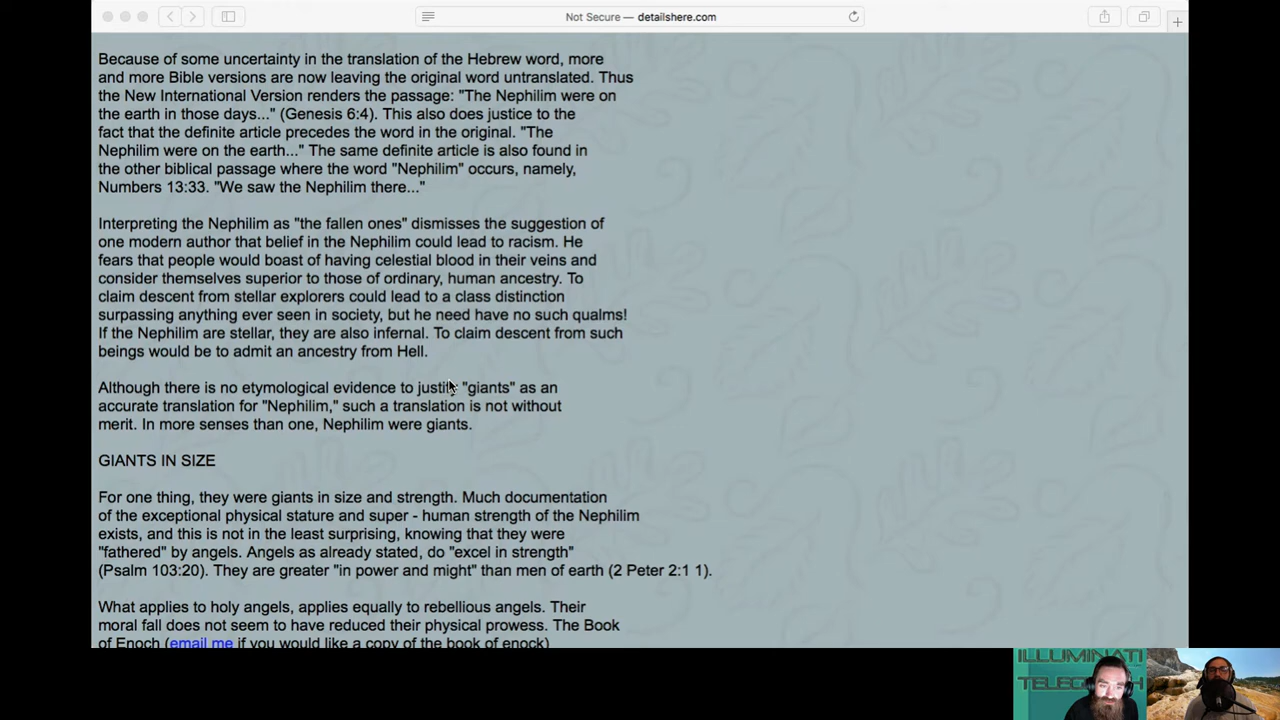 Not Secure — detailshere.com
Because of some uncertainty in the translation of the Hebrew word, more
and more Bible versions are now leaving the original word untranslated. Thus
the New International Version renders the passage: "The Nephilim were on
the earth in those days..." (Genesis 6:4). This also does justice to the
fact that the definite article precedes the word in the original. "The
Nephilim were on the earth..." The same definite article is also found in
the other biblical passage where the word "Nephilim" occurs, namely,
Numbers 13:33. "We saw the Nephilim there..."
Interpreting the Nephilim as "the fallen ones" dismisses the suggestion of
one modern author that belief in the Nephilim could lead to racism. He
fears that people would boast of having celestial blood in their veins and
consider themselves superior to those of ordinary, human ancestry. To
claim descent from stellar explorers could lead to a class distinction
surpassing anything ever seen in society, but he need have no such qualms!
If the Nephilim are stellar, they are also infernal. To claim descent from such
beings would be to admit an ancestry from Hell.
Although there is no etymological evidence to justify "giants" as an
accurate translation for "Nephilim," such a translation is not without
merit. In more senses than one, Nephilim were giants.
GIANTS IN SIZE
For one thing, they were giants in size and strength. Much documentation
of the exceptional physical stature and super - human strength of the Nephilim
exists, and this is not in the least surprising, knowing that they were
"fathered" by angels. Angels as already stated, do "excel in strength"
(Psalm 103:20). They are greater "in power and might" than men of earth (2 Peter 2:1 1).
What applies to holy angels, applies equally to rebellious angels. Their
moral fall does not seem to have reduced their physical prowess. The Book
of Enoch (email me if you would like a copy of the book of enock)
ILLUMINATI